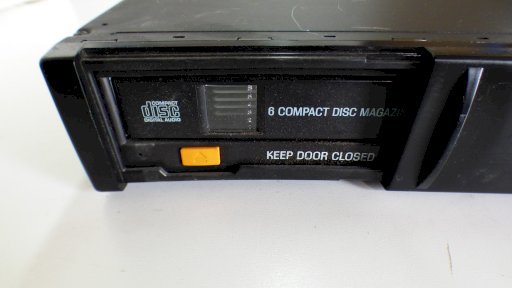 COMPACT
disc
DIGITAL AUDIO
6 COMPACT DISC MAGAZI
KEEP DOOR CLOSED